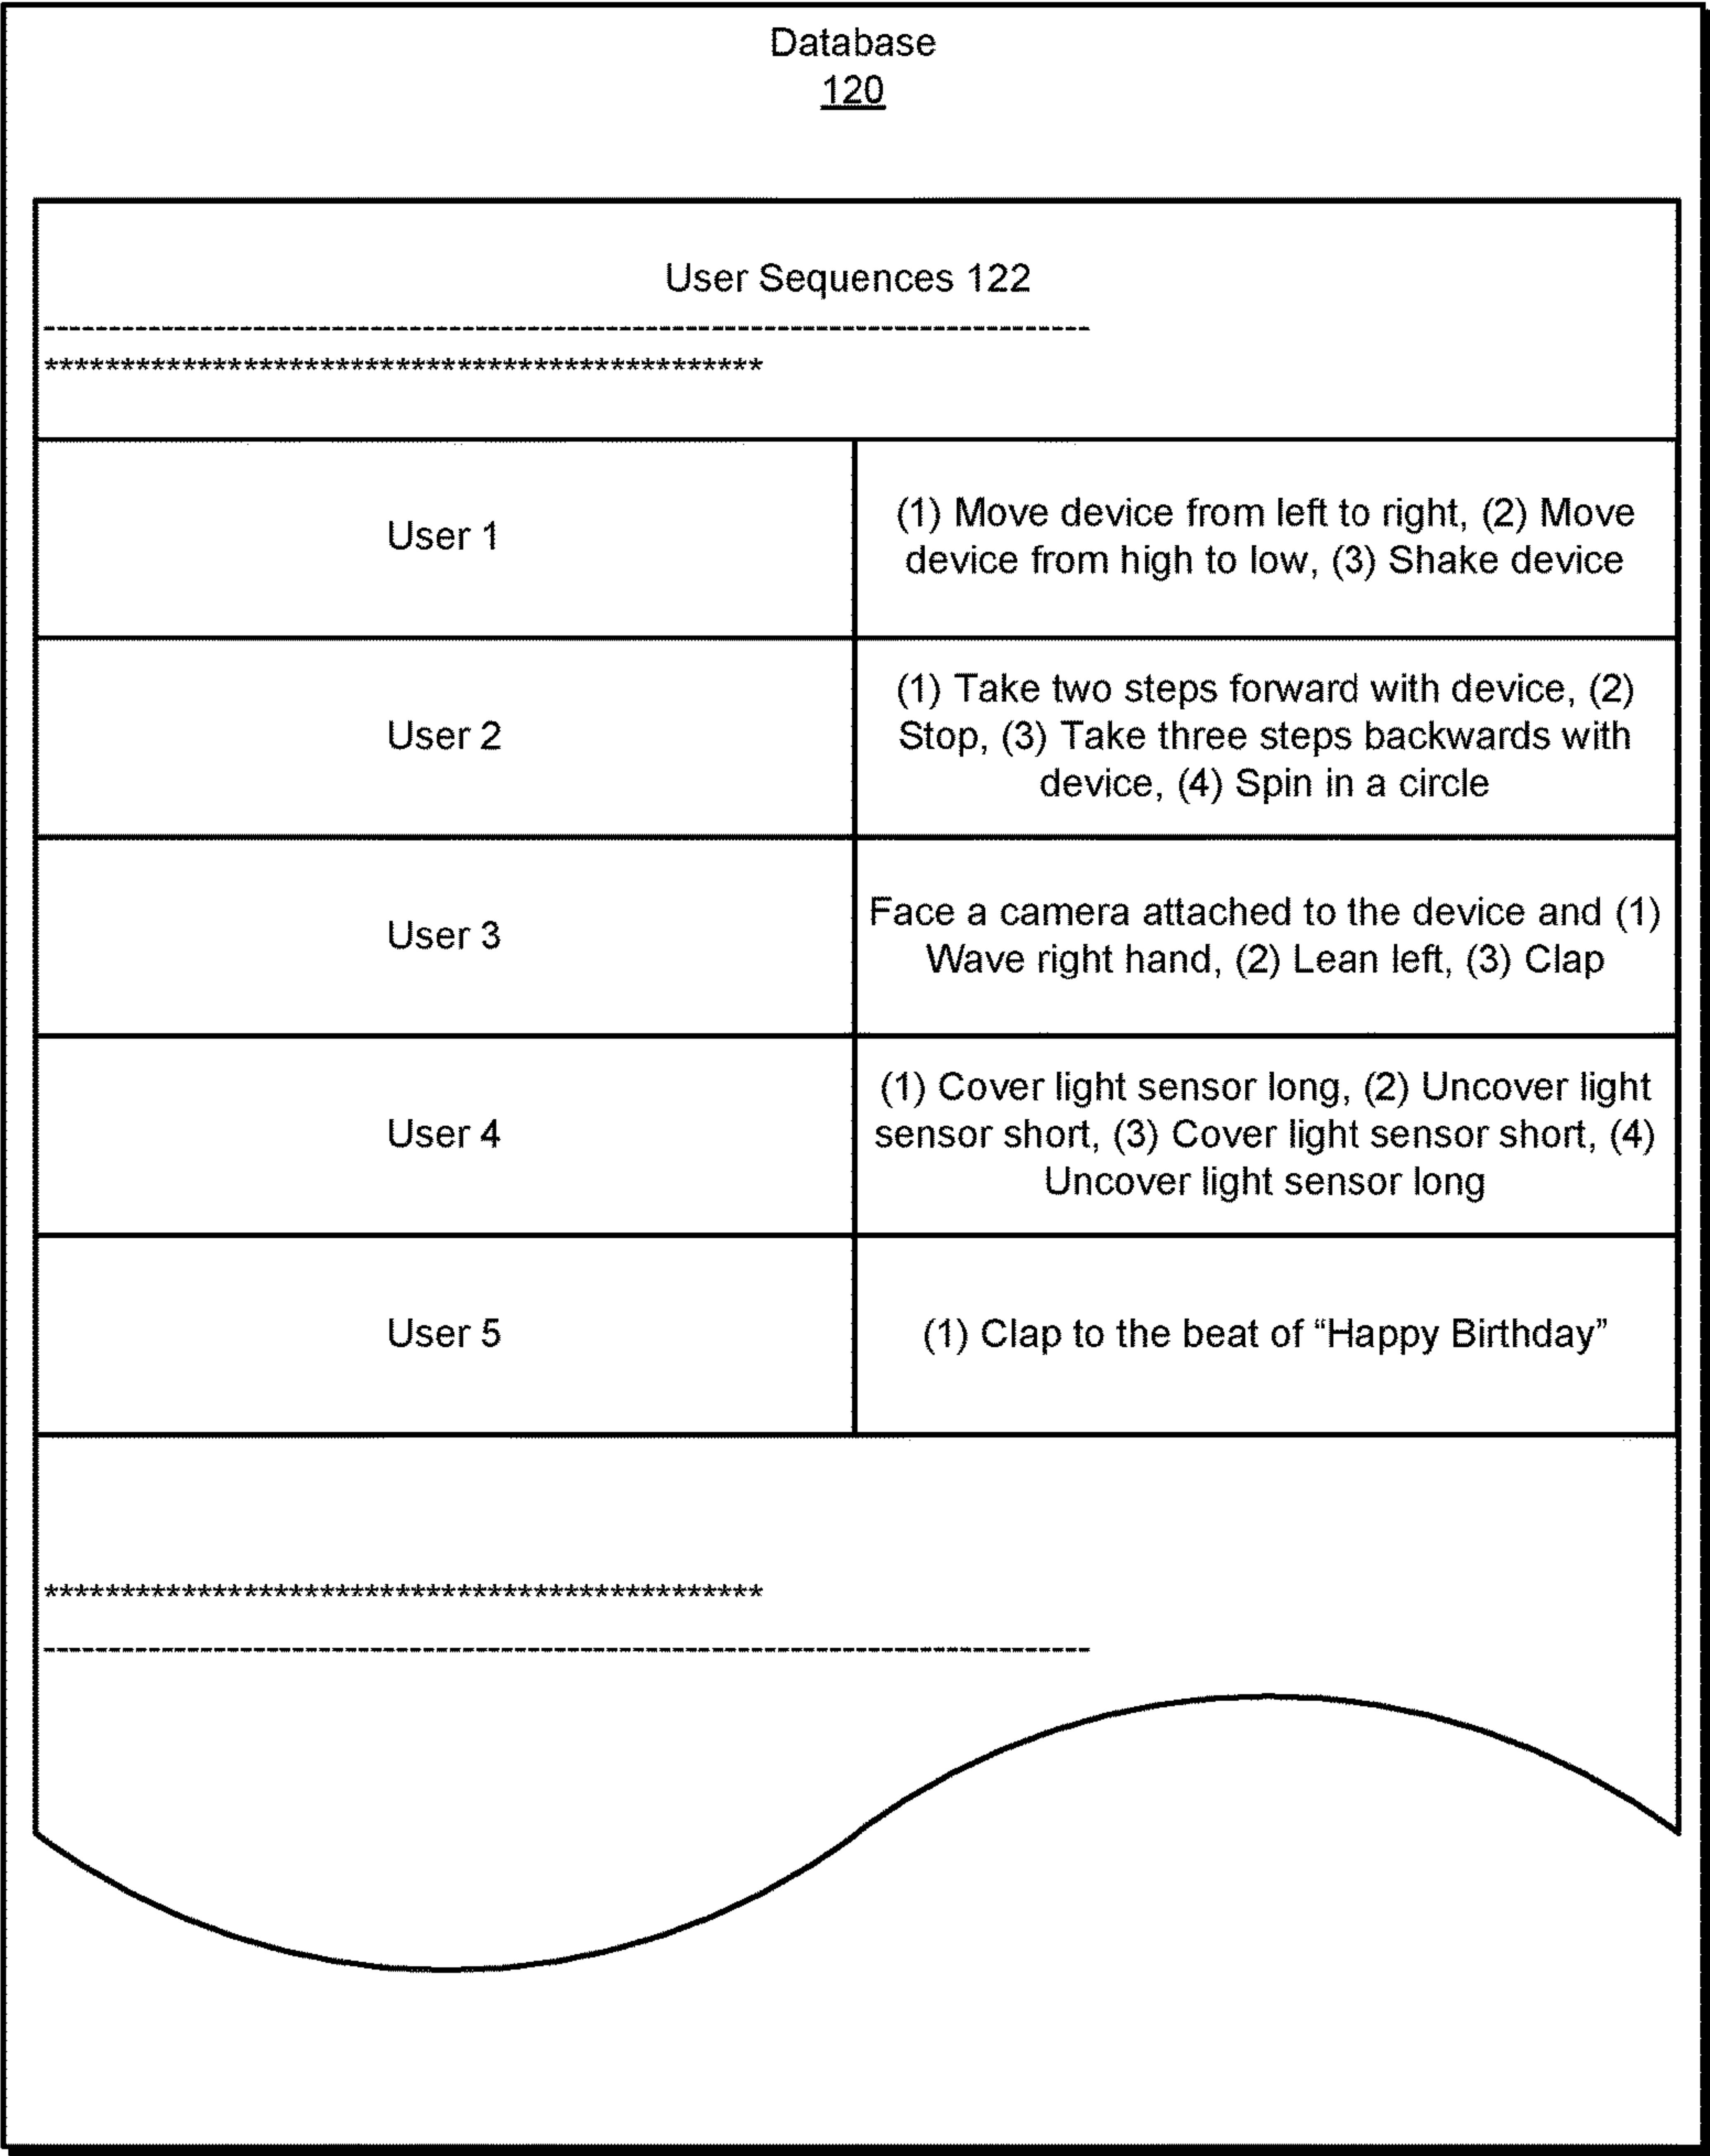 Database
120
User Sequences 122
--------------------------------------------------------------------------------
***********************************************
User 1
(1) Move device from left to right, (2) Move
device from high to low, (3) Shake device
User 2
(1) Take two steps forward with device, (2)
Stop, (3) Take three steps backwards with
device, (4) Spin in a circle
User 3
Face a camera attached to the device and (1)
Wave right hand, (2) Lean left, (3) Clap
User 4
(1) Cover light sensor long, (2) Uncover light
sensor short, (3) Cover light sensor short, (4)
Uncover light sensor long
User 5
(1) Clap to the beat of “Happy Birthday”
***********************************************
--------------------------------------------------------------------------------